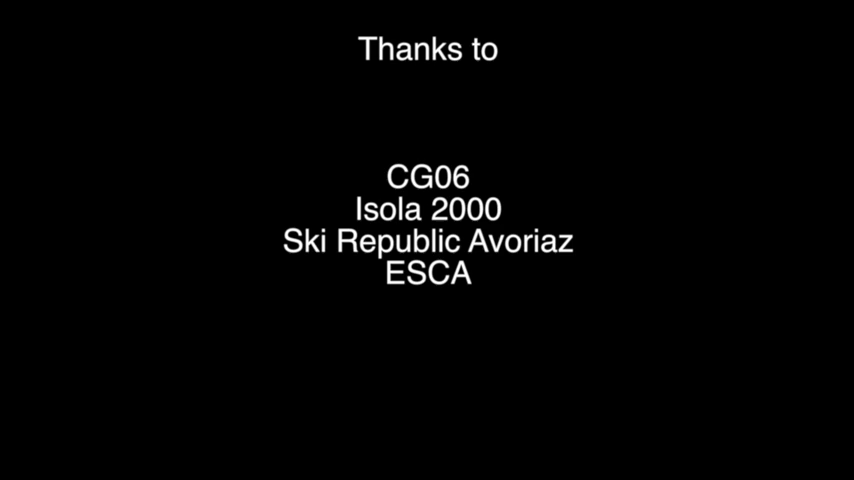 Thanks to
CG06
Isola 2000
Ski Republic Avoriaz
ESCA